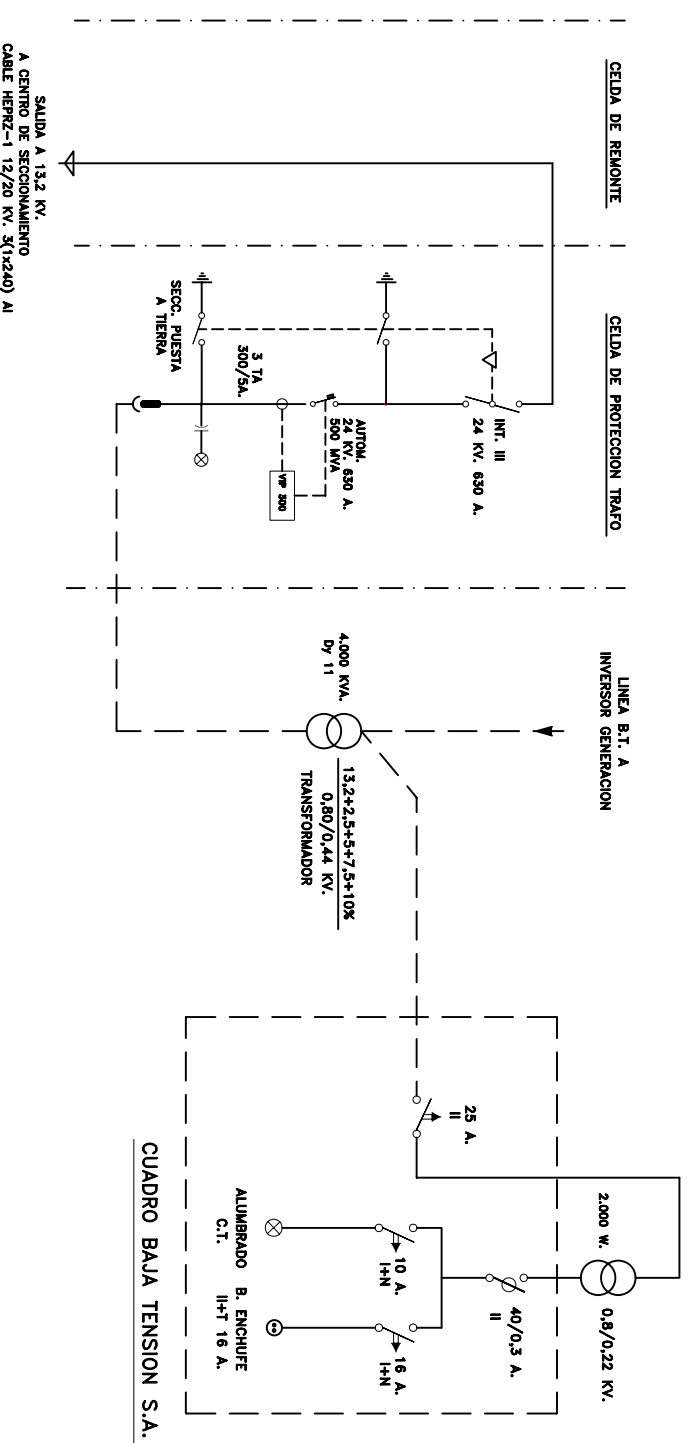 CELDA DE REMONTE
SALIDA A 13,2 KV.
A CENTRO DE SECCIONAMIENTO
CABLE HEPRZ-1 12/20 KV. 3(1x240) Al
CELDA DE PROTECCION TRAFO
INT. III
24 KV. 630 A.
AUTOM.
24 KV. 630 A.
500 MVA
VIP 300
3 TA
300/5A.
SECC. PUESTA
A TIERRA
LINEA B.T. A
INVERSOR GENERACION
4.000 KVA.
Dy 11
13,2+2,5+5+7,5+10%
0,80/0,44 KV.
TRANSFORMADOR
25 A.
II
2.000 W.
0,8/0,22 KV.
40/0,3 A.
II
10 A.
I+N
16 A.
I+N
ALUMBRADO
C.T.
B. ENCHUFE
II+T 16 A.
CUADRO BAJA TENSION S.A.